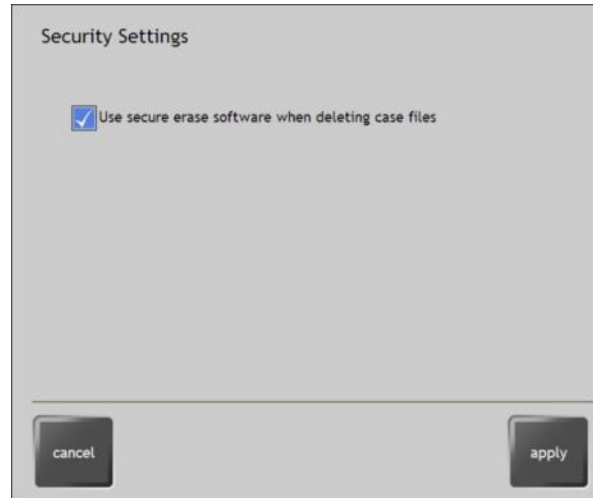 Security Settings
Use secure erase software when deleting case files
cancel
apply